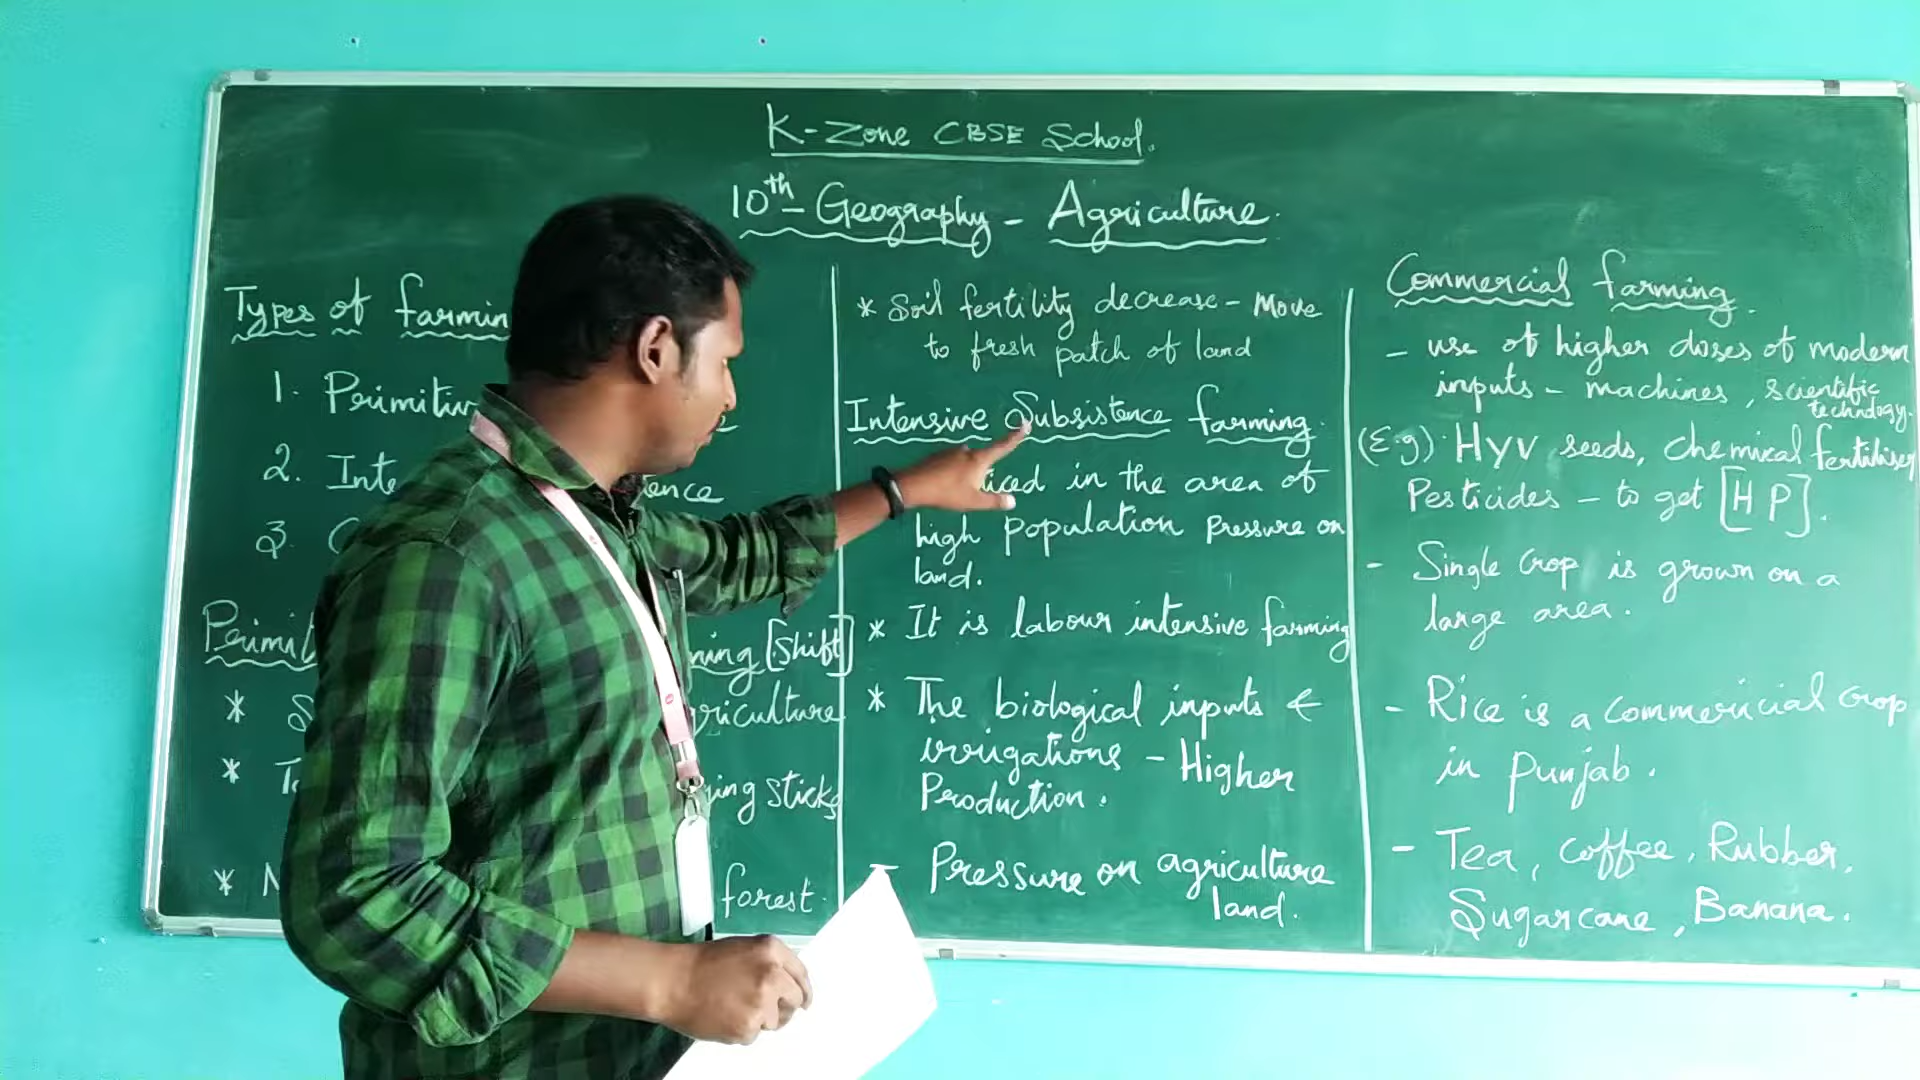 K-Zone CBSE School.
10th - Geography - Agriculture.
Types of farmin
1. Primitiv
2. Inte ence
3. C
Primit ming [Shift]
* S griculture
* To ging sticks
* N forest.
* Soil fertility decrease - Move
to fresh patch of land
Intensive Subsistence farming.
ticed in the area of
high population pressure on
land.
* It is labour intensive farming
* The biological inputs &
irrigations - Higher
Production.
- Pressure on agriculture
land.
Commercial farming.
- use of higher doses of modern
inputs - machines, scientific
technology.
(E.g). Hyv seeds, chemical fertiliser
Pesticides - to get [H P].
- Single crop is grown on a
large area.
- Rice is a commericial crop
in punjab.
- Tea, coffee, Rubber,
Sugarcane, Banana.